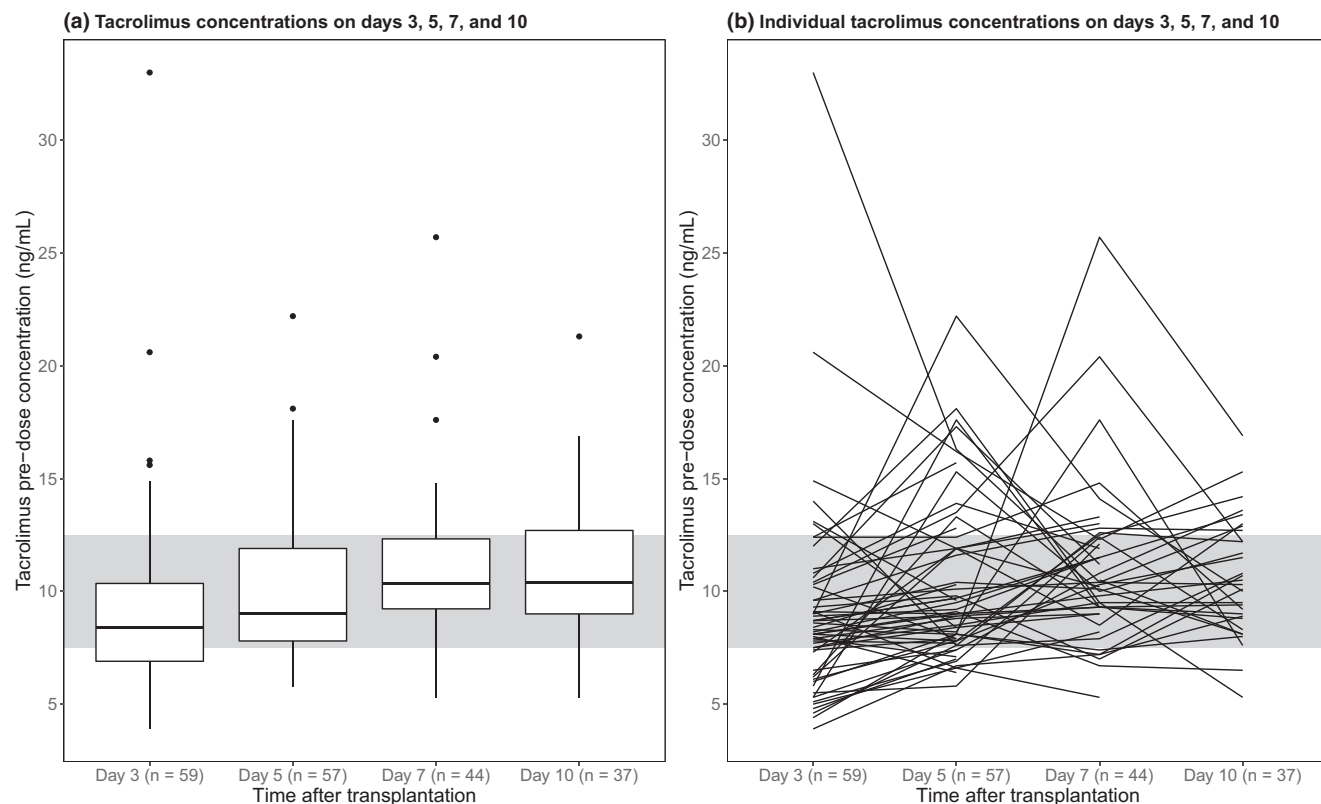 (a) Tacrolimus concentrations on days 3, 5, 7, and 10
Tacrolimus pre-dose concentration (ng/mL)
30
25
20
15
10
5
Day 3 (n = 59) Day 5 (n = 57) Day 7 (n = 44) Day 10 (n = 37)
Time after transplantation
(b) Individual tacrolimus concentrations on days 3, 5, 7, and 10
Tacrolimus pre-dose concentration (ng/mL)
30
25
20
15
10
5
Day 3 (n = 59) Day 5 (n = 57) Day 7 (n = 44) Day 10 (n = 37)
Time after transplantation